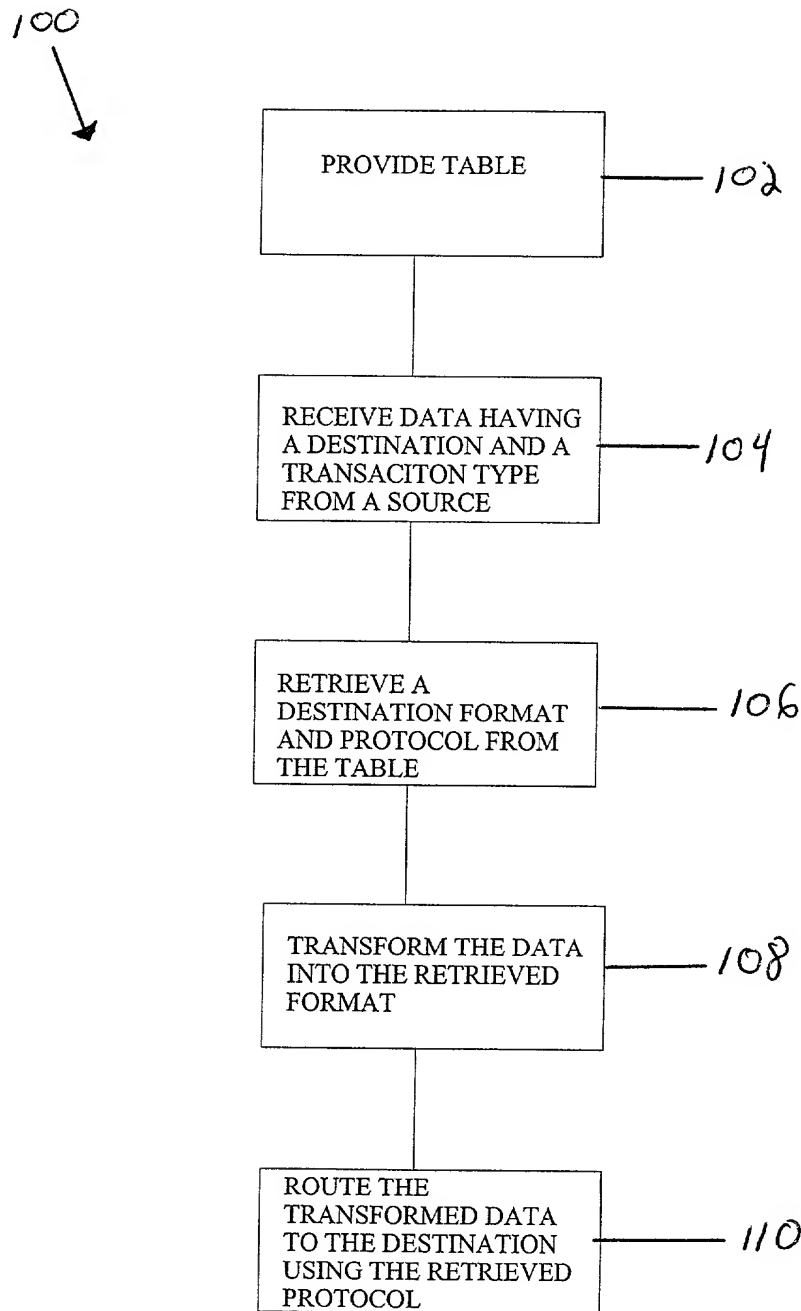 100
PROVIDE TABLE
102
RECEIVE DATA HAVING
A DESTINATION AND A
TRANSACITON TYPE
FROM A SOURCE
104
RETRIEVE A
DESTINATION FORMAT
AND PROTOCOL FROM
THE TABLE
106
TRANSFORM THE DATA
INTO THE RETRIEVED
FORMAT
108
ROUTE THE
TRANSFORMED DATA
TO THE DESTINATION
USING THE RETRIEVED
PROTOCOL
110